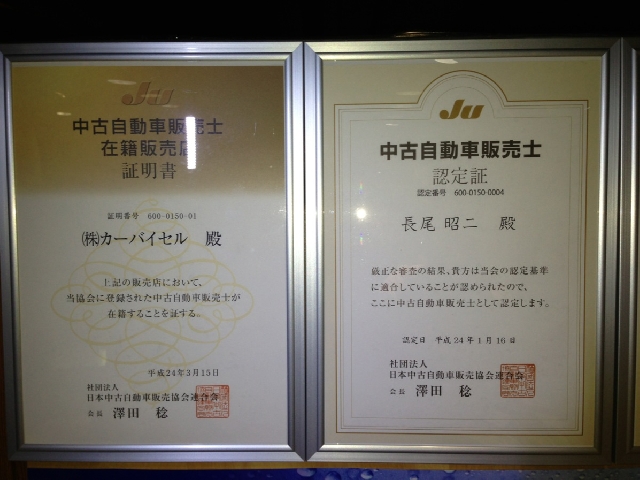 Ju
中古自動車販売士
在籍販売店
証明書
証明番号 600-0150-01
㈱カーバイセル 殿
上記の販売店において、
当協会に登録された中古自動車販売士が
在籍することを証する。
平成24年3月15日
社団法人
日本中古自動車販売協会連合会
会長 澤田 稔
Ju
中古自動車販売士
認定証
認定番号 600-0150-0004
長尾 昭二 殿
厳正な審査の結果、貴方は当会の認定基準
に適合していることが認められたので、
ここに中古自動車販売士として認定します。
認定日 平成24年1月16日
社団法人
日本中古自動車販売協会連合会
会長 澤田 稔